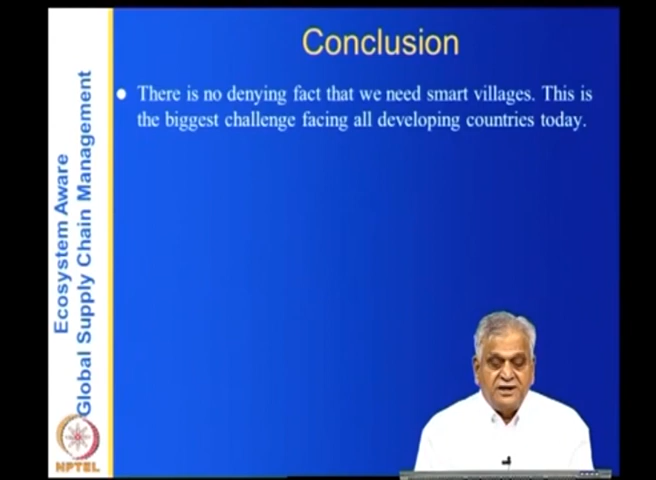 Conclusion
There is no denying fact that we need smart villages. This is
the biggest challenge facing all developing countries today.
Ecosystem Aware
Global Supply Chain Management
NPTEL